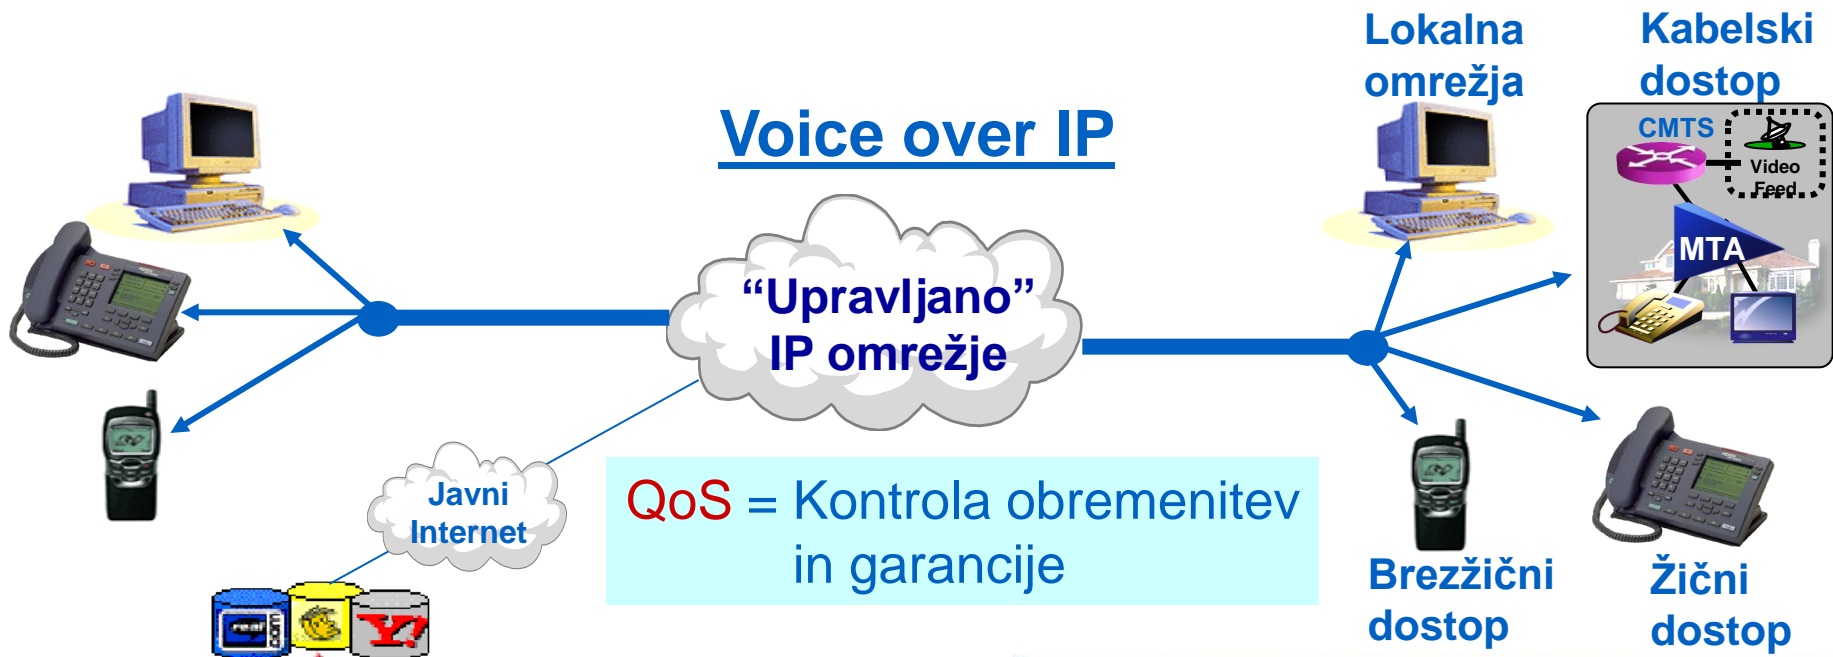 Lokalna
omrežja
Kabelski
dostop
Voice over IP
CMTS
Video
Feed
MTA
“Upravljano”
IP omrežje
Javni
Internet
QoS = Kontrola obremenitev
in garancije
Brezžični
dostop
Žični
dostop
Y!